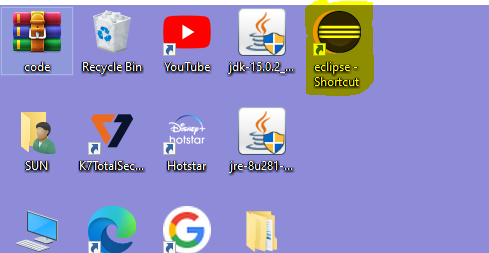 code
Recycle Bin
YouTube
jdk-15.0.2_...
eclipse -
Shortcut
SUN
K7TotalSec...
Disney+
hotstar
Hotstar
jre-8u281-...